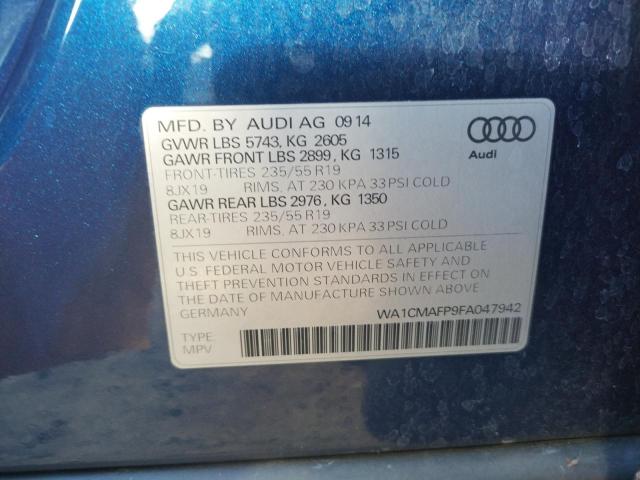 MFD. BY AUDI AG 09 14
GVWR LBS 5743, KG 2605
GAWR FRONT LBS 2899, KG 1315
FRONT-TIRES 235/55 R19
8JX19 RIMS, AT 230 KPA 33 PSI COLD
GAWR REAR LBS 2976, KG 1350
REAR-TIRES 235/55 R19
8JX19 RIMS, AT 230 KPA 33 PSI COLD
Audi
THIS VEHICLE CONFORMS TO ALL APPLICABLE
U.S. FEDERAL MOTOR VEHICLE SAFETY AND
THEFT PREVENTION STANDARDS IN EFFECT ON
THE DATE OF MANUFACTURE SHOWN ABOVE.
GERMANY
WA1CMAFP9FA047942
TYPE:
MPV